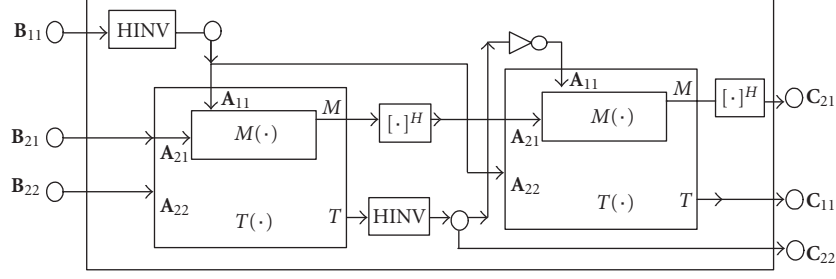 B11 HINV
A11 M [·]^H A11 M [·]^H C21
M(·) M(·)
B21 A21 A21
B22 A22 A22
T(·) T HINV T(·) T C11
C22